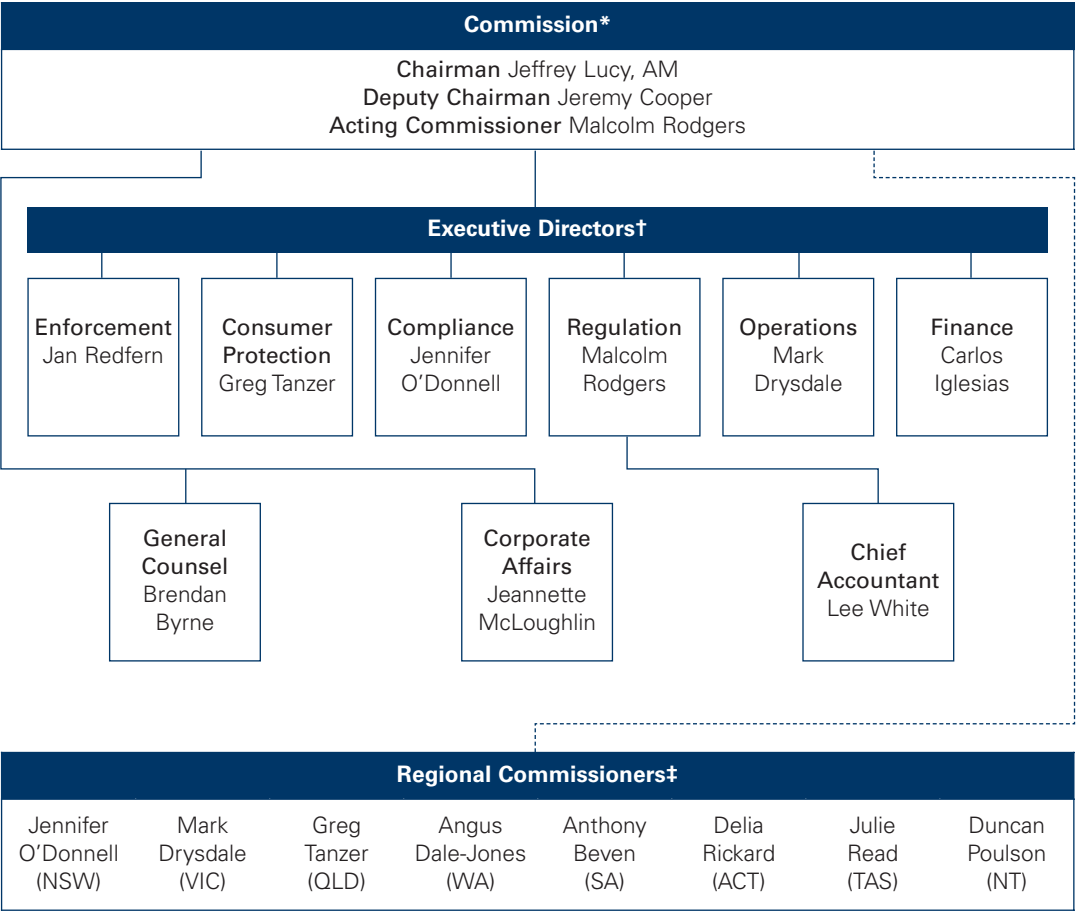 Commission*
Chairman Jeffrey Lucy, AM
Deputy Chairman Jeremy Cooper
Acting Commissioner Malcolm Rodgers
Executive Directors†
Enforcement
Jan Redfern
Consumer
Protection
Greg Tanzer
Compliance
Jennifer
O'Donnell
Regulation
Malcolm
Rodgers
Operations
Mark
Drysdale
Finance
Carlos
Iglesias
General
Counsel
Brendan
Byrne
Corporate
Affairs
Jeannette
McLoughlin
Chief
Accountant
Lee White
Regional Commissioners‡
Jennifer
O'Donnell
(NSW)
Mark
Drysdale
(VIC)
Greg
Tanzer
(QLD)
Angus
Dale-Jones
(WA)
Anthony
Beven
(SA)
Delia
Rickard
(ACT)
Julie
Read
(TAS)
Duncan
Poulson
(NT)